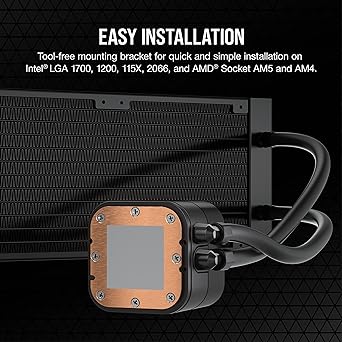 EASY INSTALLATION
Tool-free mounting bracket for quick and simple installation on
Intel® LGA 1700, 1200, 115X, 2066, and AMD® Socket AM5 and AM4.